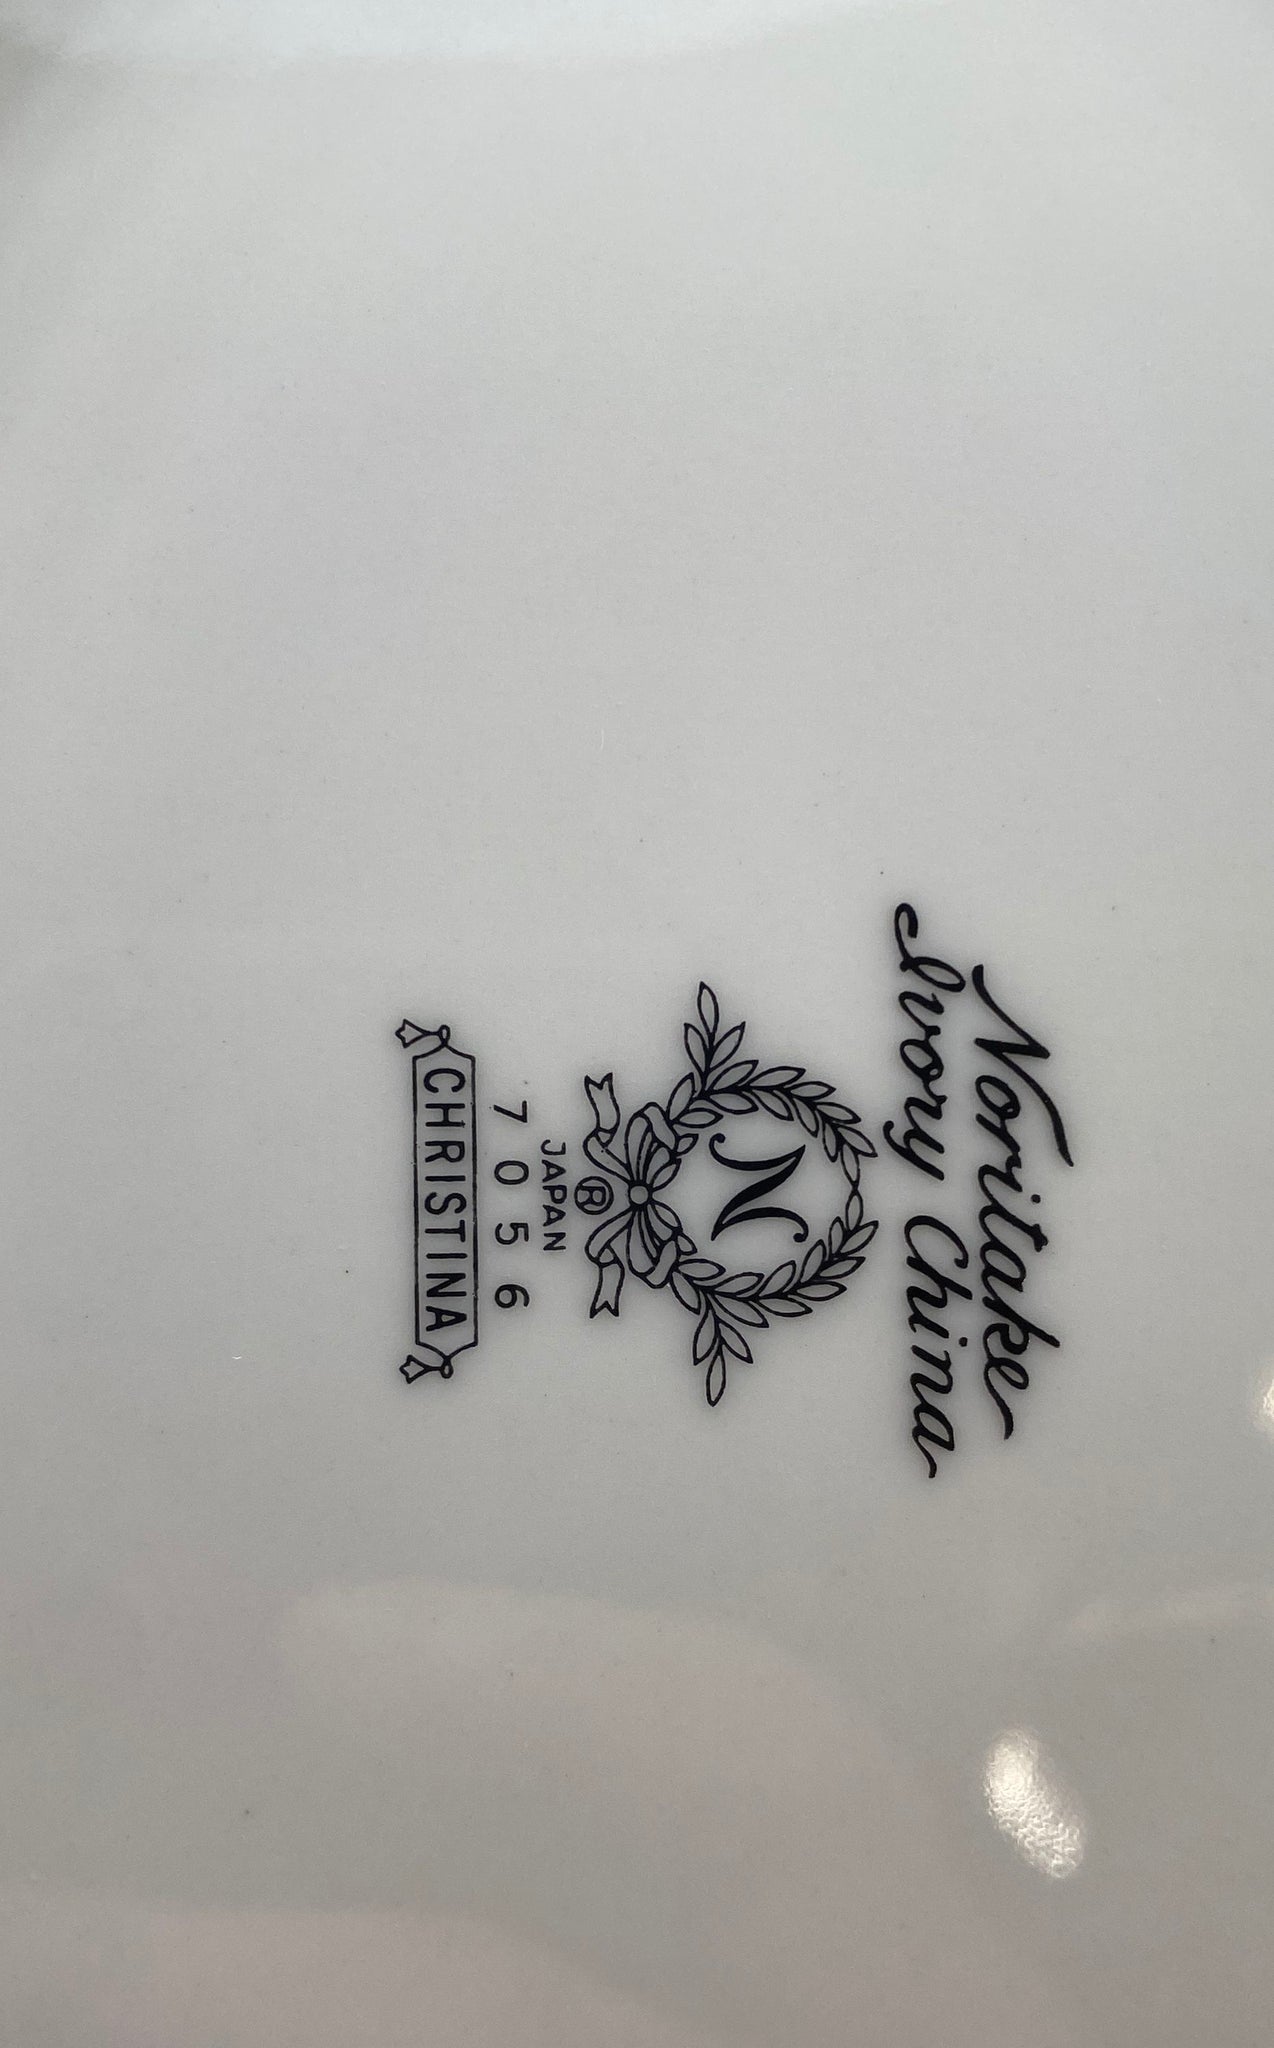 Noritake
Ivory China
N
®
JAPAN
7056
CHRISTINA